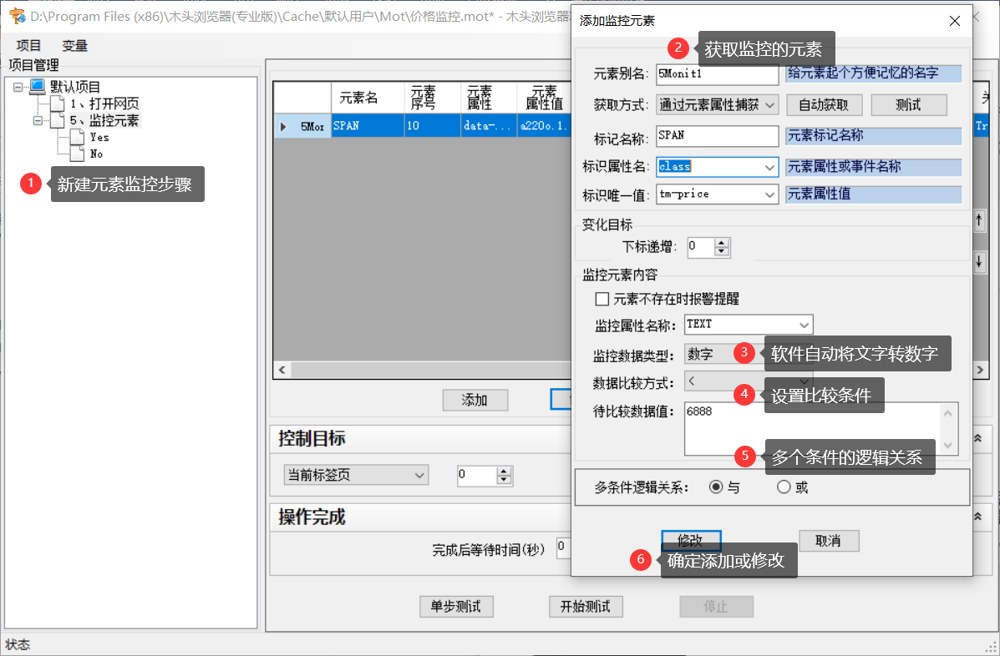 D:\Program Files (x86)\木头浏览器(专业版)\Cache\默认用户\Mot\价格监控.mot* - 木头浏览器
项目 变量
项目管理
默认项目
1、打开网页
5、监控元素
Yes
No
1 新建元素监控步骤
元素名 元素序号 元素属性 元素属性值
5Mor SPAN 10 data-... a220o.1. Tr
添加
控制目标
当前标签页 0
操作完成
完成后等待时间(秒) 0
单步测试 开始测试 停止
状态
添加监控元素
2 获取监控的元素
元素别名: 5Monit1 给元素起个方便记忆的名字
获取方式: 通过元素属性捕获 自动获取 测试
标记名称: SPAN 元素标记名称
标识属性名: class 元素属性或事件名称
标识唯一值: tm-price 元素属性值
变化目标
下标递增: 0
监控元素内容
元素不存在时报警提醒
监控属性名称: TEXT
监控数据类型: 数字 3 软件自动将文字转数字
数据比较方式: < 4 设置比较条件
待比较数据值: 6888
5 多个条件的逻辑关系
多条件逻辑关系: 与 或
修改 取消
6 确定添加或修改